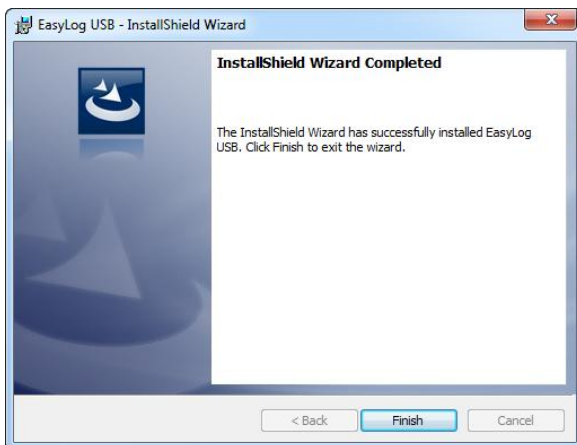 EasyLog USB - InstallShield Wizard
InstallShield Wizard Completed
The InstallShield Wizard has successfully installed EasyLog
USB. Click Finish to exit the wizard.
< Back
Finish
Cancel